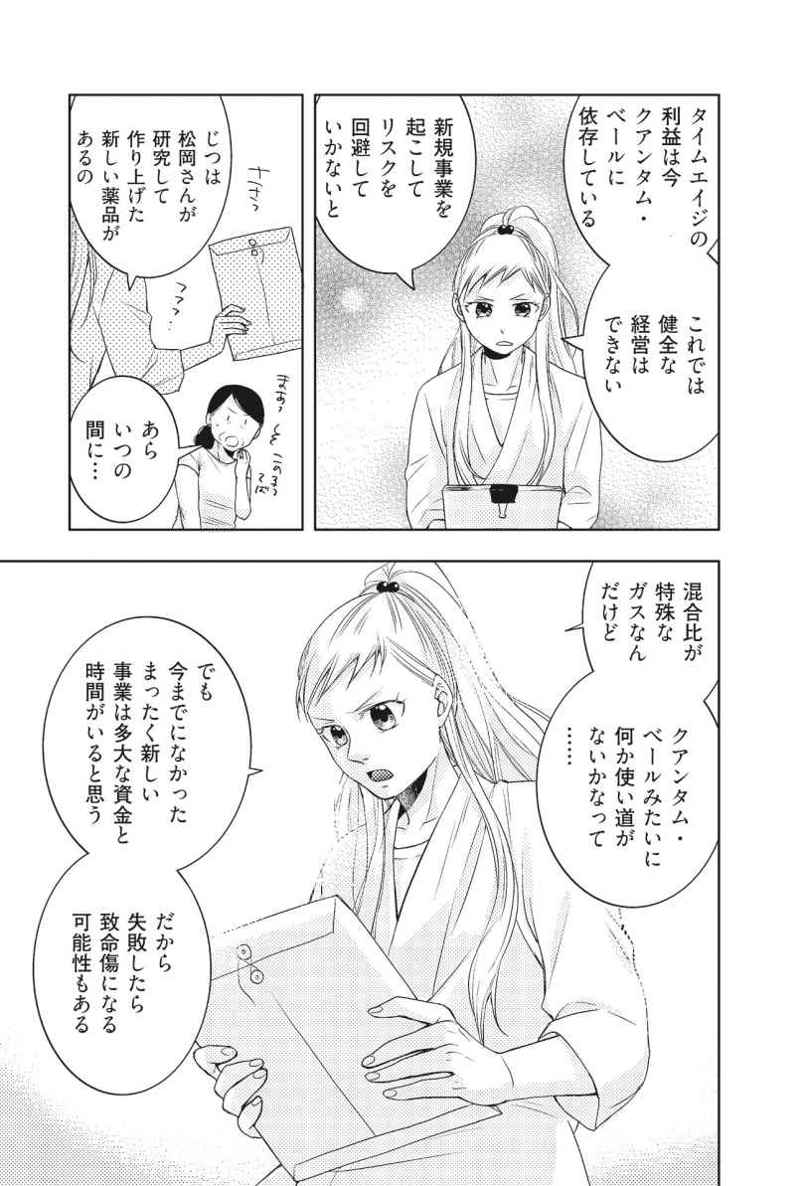 タイムエイジの
利益は今
クアンタム・
ベールに
依存している
これでは
健全な
経営は
できない
新規事業を
起こして
リスクを
回避して
いかないと
じつは
松岡さんが
研究して
作り上げた
新しい薬品が
あるの
あら
いつの
間に…
混合比が
特殊な
ガスなん
だけど
クアンタム・
ベールみたいに
何か使い道が
ないかなって
……
でも
今までになかった
まったく新しい
事業は多大な資金と
時間がいると思う
だから
失敗したら
致命傷になる
可能性もある